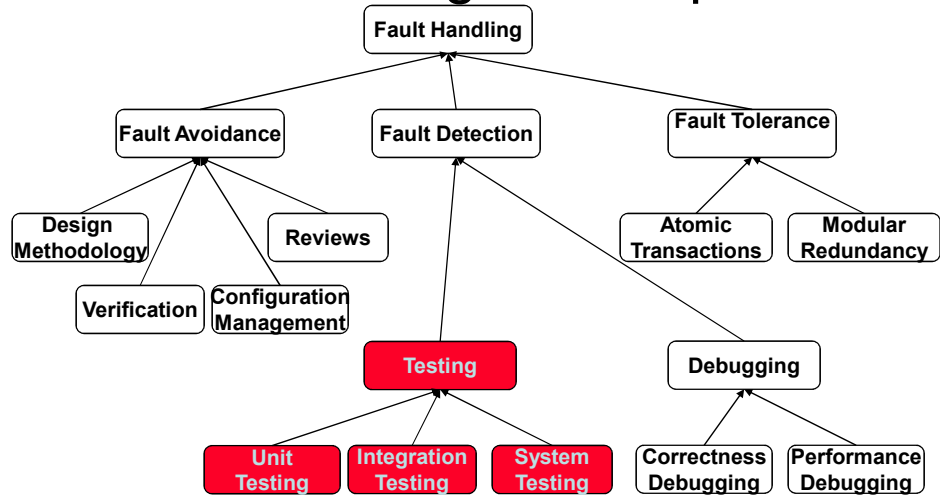 Fault Handling
Fault Avoidance
Fault Detection
Fault Tolerance
Design
Methodology
Reviews
Atomic
Transactions
Modular
Redundancy
Verification
Configuration
Management
Testing
Debugging
Unit
Testing
Integration
Testing
System
Testing
Correctness
Debugging
Performance
Debugging